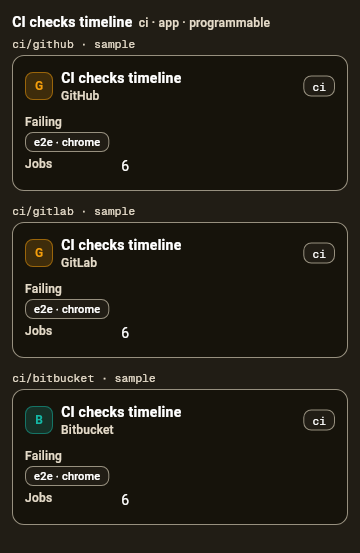 CI checks timeline ci · app · programmable
ci/github · sample
G
CI checks timeline
GitHub
ci
Failing
e2e · chrome
Jobs 6
ci/gitlab · sample
G
CI checks timeline
GitLab
ci
Failing
e2e · chrome
Jobs 6
ci/bitbucket · sample
B
CI checks timeline
Bitbucket
ci
Failing
e2e · chrome
Jobs 6